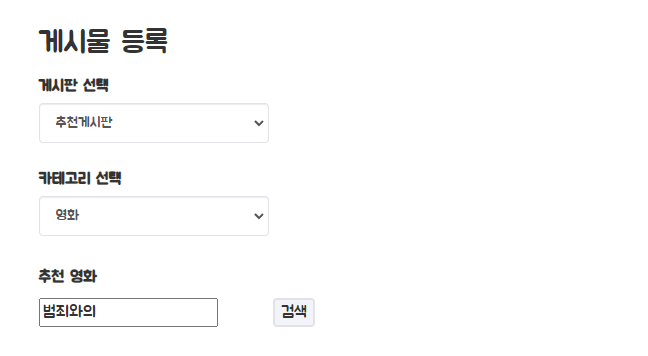 게시물 등록
게시판 선택
추천게시판
카테고리 선택
영화
추천 영화
범죄와의
검색